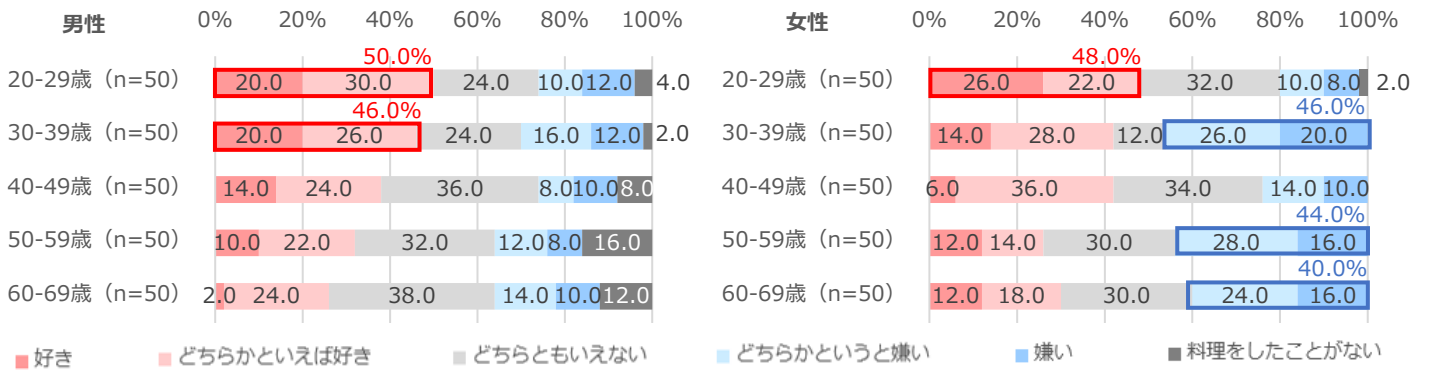 男性 0% 20% 40% 60% 80% 100%
50.0%
20-29歳（n=50） 20.0 30.0 24.0 10.0 12.0 4.0
46.0%
30-39歳（n=50） 20.0 26.0 24.0 16.0 12.0 2.0
40-49歳（n=50） 14.0 24.0 36.0 8.0 10.0 8.0
50-59歳（n=50） 10.0 22.0 32.0 12.0 8.0 16.0
60-69歳（n=50） 2.0 24.0 38.0 14.0 10.0 12.0
女性 0% 20% 40% 60% 80% 100%
48.0%
20-29歳（n=50） 26.0 22.0 32.0 10.0 8.0 2.0
46.0%
30-39歳（n=50） 14.0 28.0 12.0 26.0 20.0
40-49歳（n=50） 6.0 36.0 34.0 14.0 10.0
44.0%
50-59歳（n=50） 12.0 14.0 30.0 28.0 16.0
40.0%
60-69歳（n=50） 12.0 18.0 30.0 24.0 16.0
好き どちらかといえば好き どちらともいえない どちらかというと嫌い 嫌い 料理をしたことがない